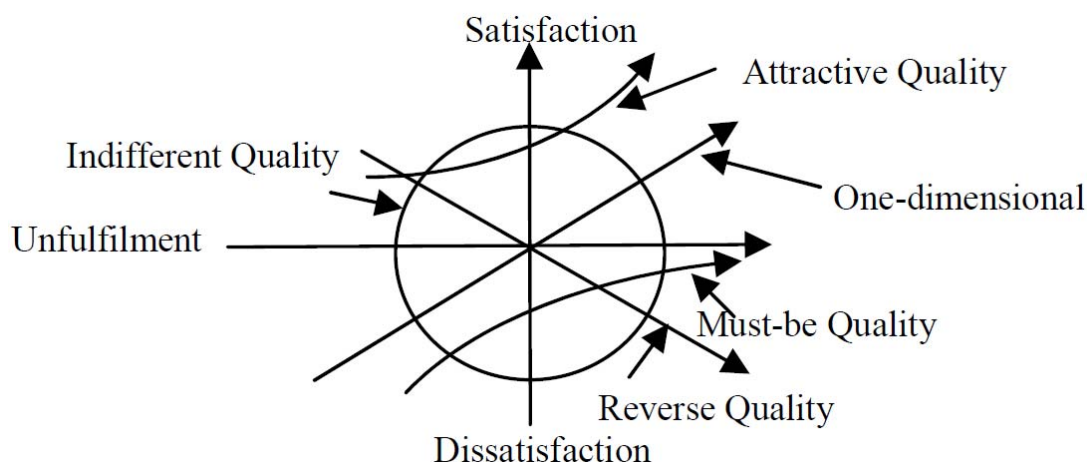 Satisfaction
Attractive Quality
Indifferent Quality
One-dimensional
Unfulfilment
Must-be Quality
Reverse Quality
Dissatisfaction